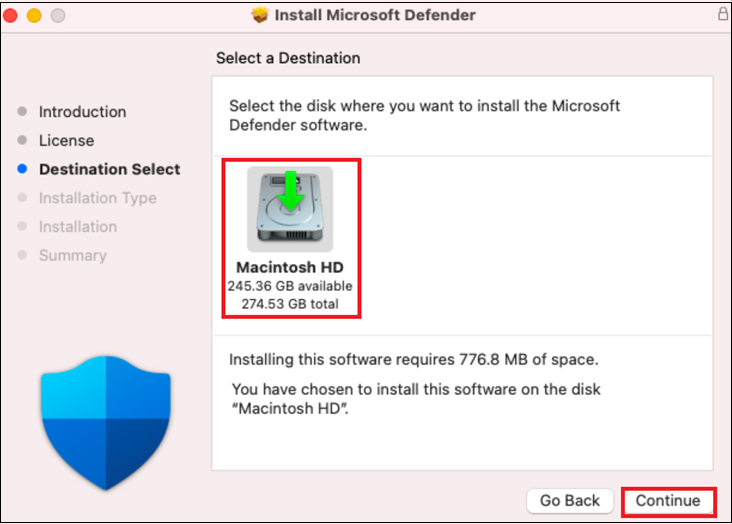 Install Microsoft Defender
Select a Destination
Introduction
License
Destination Select
Installation Type
Installation
Summary
Select the disk where you want to install the Microsoft
Defender software.
Macintosh HD
245.36 GB available
274.53 GB total
Installing this software requires 776.8 MB of space.
You have chosen to install this software on the disk
“Macintosh HD”.
Go Back
Continue